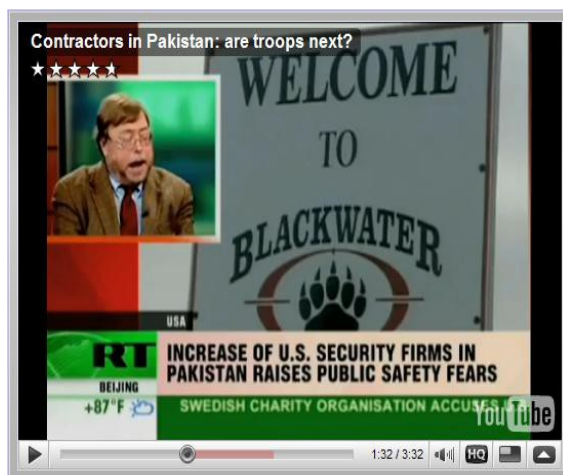 Contractors in Pakistan: are troops next?
WELCOME
TO
BLACKWATER
USA
RT
INCREASE OF U.S. SECURITY FIRMS IN
PAKISTAN RAISES PUBLIC SAFETY FEARS
BEIJING
+87°F
SWEDISH CHARITY ORGANISATION ACCUSES
YouTube
1:32 / 3:32
HQ